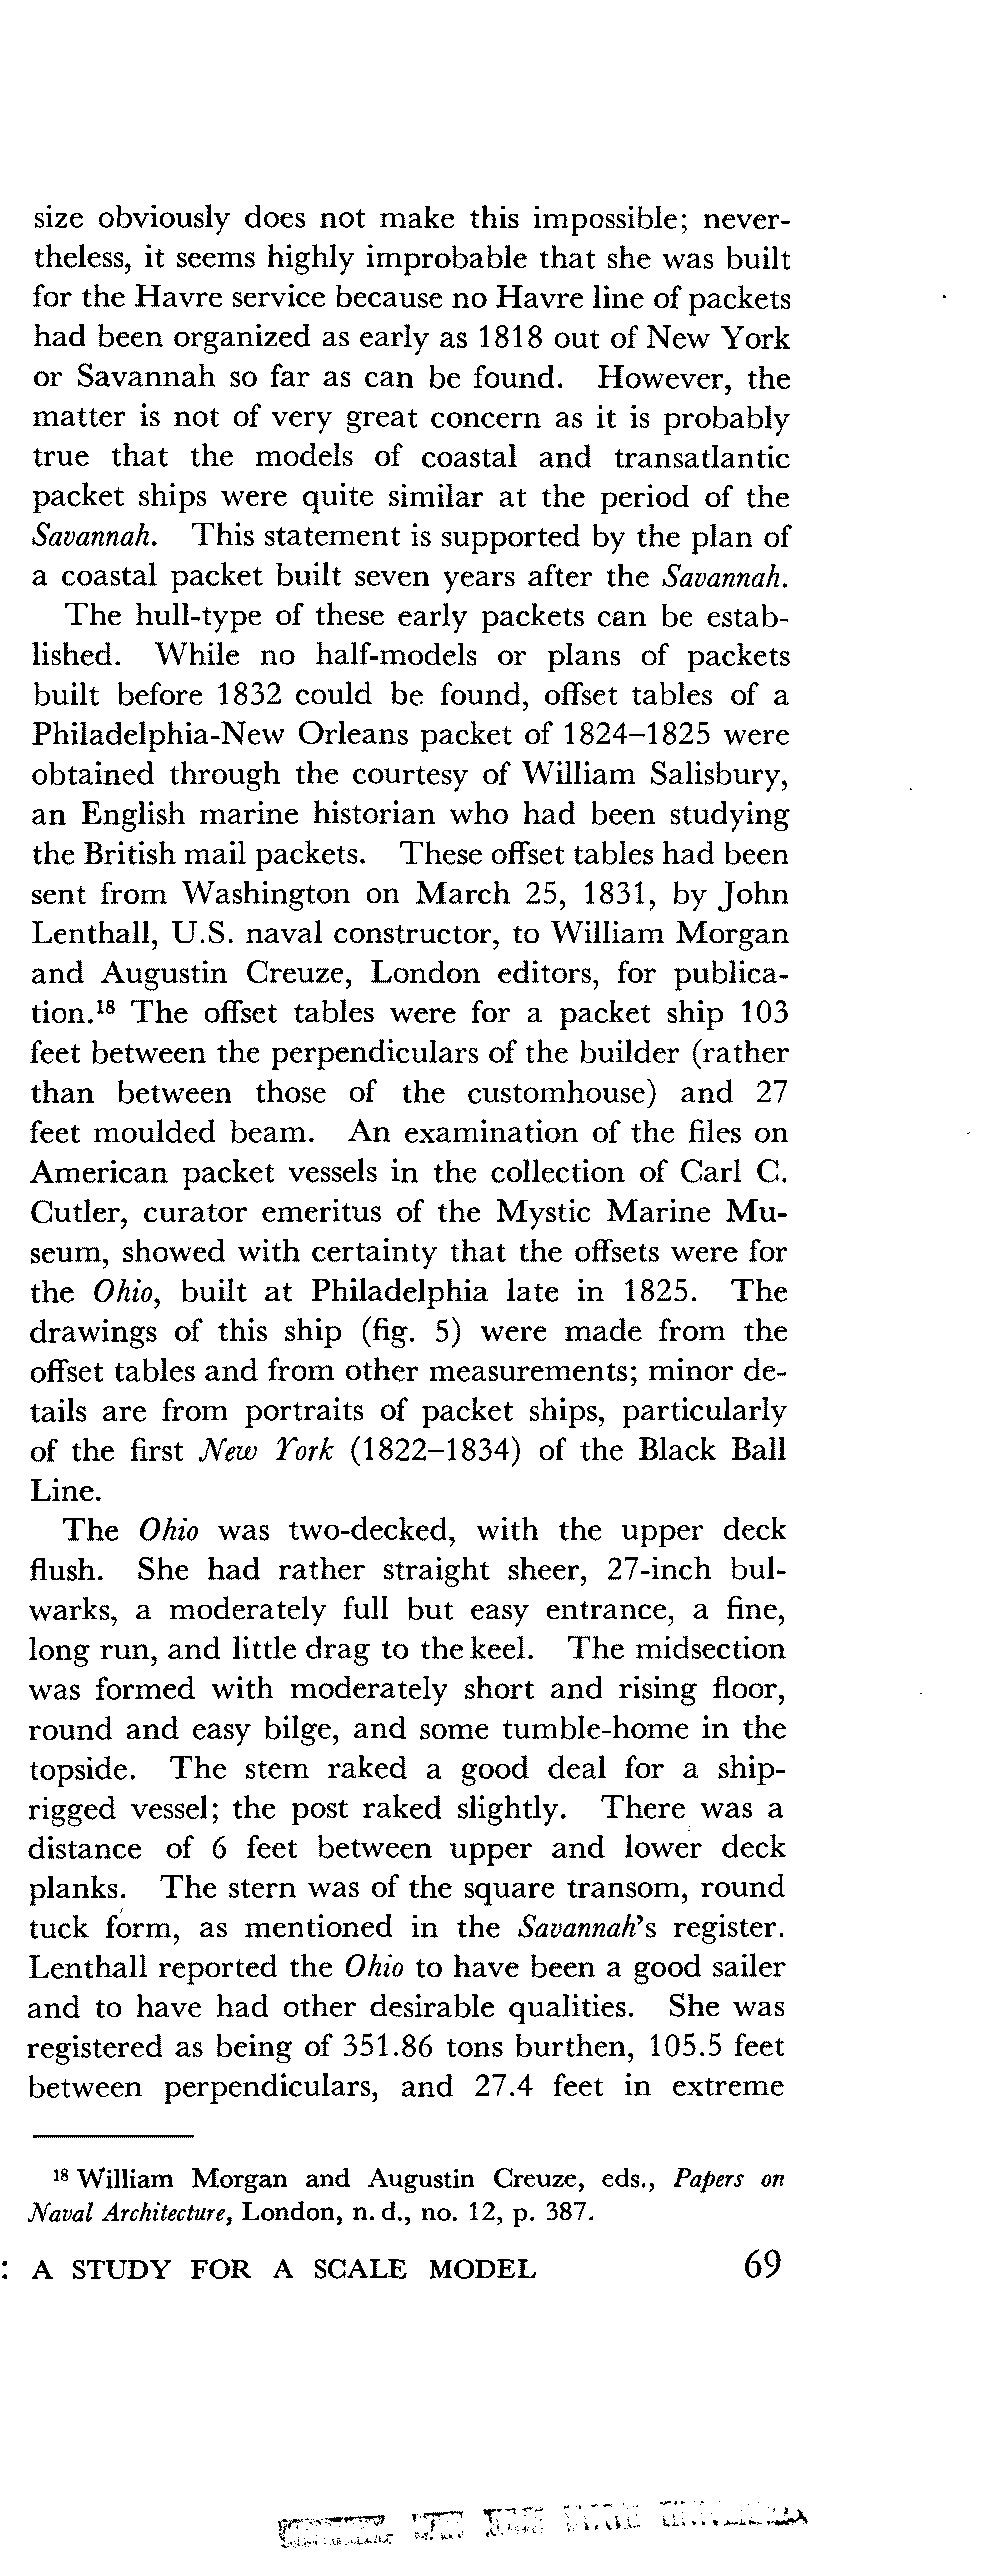 size obviously does not make this impossible; never-
theless, it seems highly improbable that she was built
for the Havre service because no Havre line of packets
had been organized as early as 1818 out of New York
or Savannah so far as can be found. However, the
matter is not of very great concern as it is probably
true that the models of coastal and transatlantic
packet ships were quite similar at the period of the
Savannah. This statement is supported by the plan of
a coastal packet built seven years after the Savannah.
The hull-type of these early packets can be estab-
lished. While no half-models or plans of packets
built before 1832 could be found, offset tables of a
Philadelphia-New Orleans packet of 1824–1825 were
obtained through the courtesy of William Salisbury,
an English marine historian who had been studying
the British mail packets. These offset tables had been
sent from Washington on March 25, 1831, by John
Lenthall, U.S. naval constructor, to William Morgan
and Augustin Creuze, London editors, for publica-
tion.¹⁸ The offset tables were for a packet ship 103
feet between the perpendiculars of the builder (rather
than between those of the customhouse) and 27
feet moulded beam. An examination of the files on
American packet vessels in the collection of Carl C.
Cutler, curator emeritus of the Mystic Marine Mu-
seum, showed with certainty that the offsets were for
the Ohio, built at Philadelphia late in 1825. The
drawings of this ship (fig. 5) were made from the
offset tables and from other measurements; minor de-
tails are from portraits of packet ships, particularly
of the first New York (1822–1834) of the Black Ball
Line.
The Ohio was two-decked, with the upper deck
flush. She had rather straight sheer, 27-inch bul-
warks, a moderately full but easy entrance, a fine,
long run, and little drag to the keel. The midsection
was formed with moderately short and rising floor,
round and easy bilge, and some tumble-home in the
topside. The stem raked a good deal for a ship-
rigged vessel; the post raked slightly. There was a
distance of 6 feet between upper and lower deck
planks. The stern was of the square transom, round
tuck form, as mentioned in the Savannah's register.
Lenthall reported the Ohio to have been a good sailer
and to have had other desirable qualities. She was
registered as being of 351.86 tons burthen, 105.5 feet
between perpendiculars, and 27.4 feet in extreme
¹⁸ William Morgan and Augustin Creuze, eds., Papers on
Naval Architecture, London, n. d., no. 12, p. 387.
: A STUDY FOR A SCALE MODEL 69